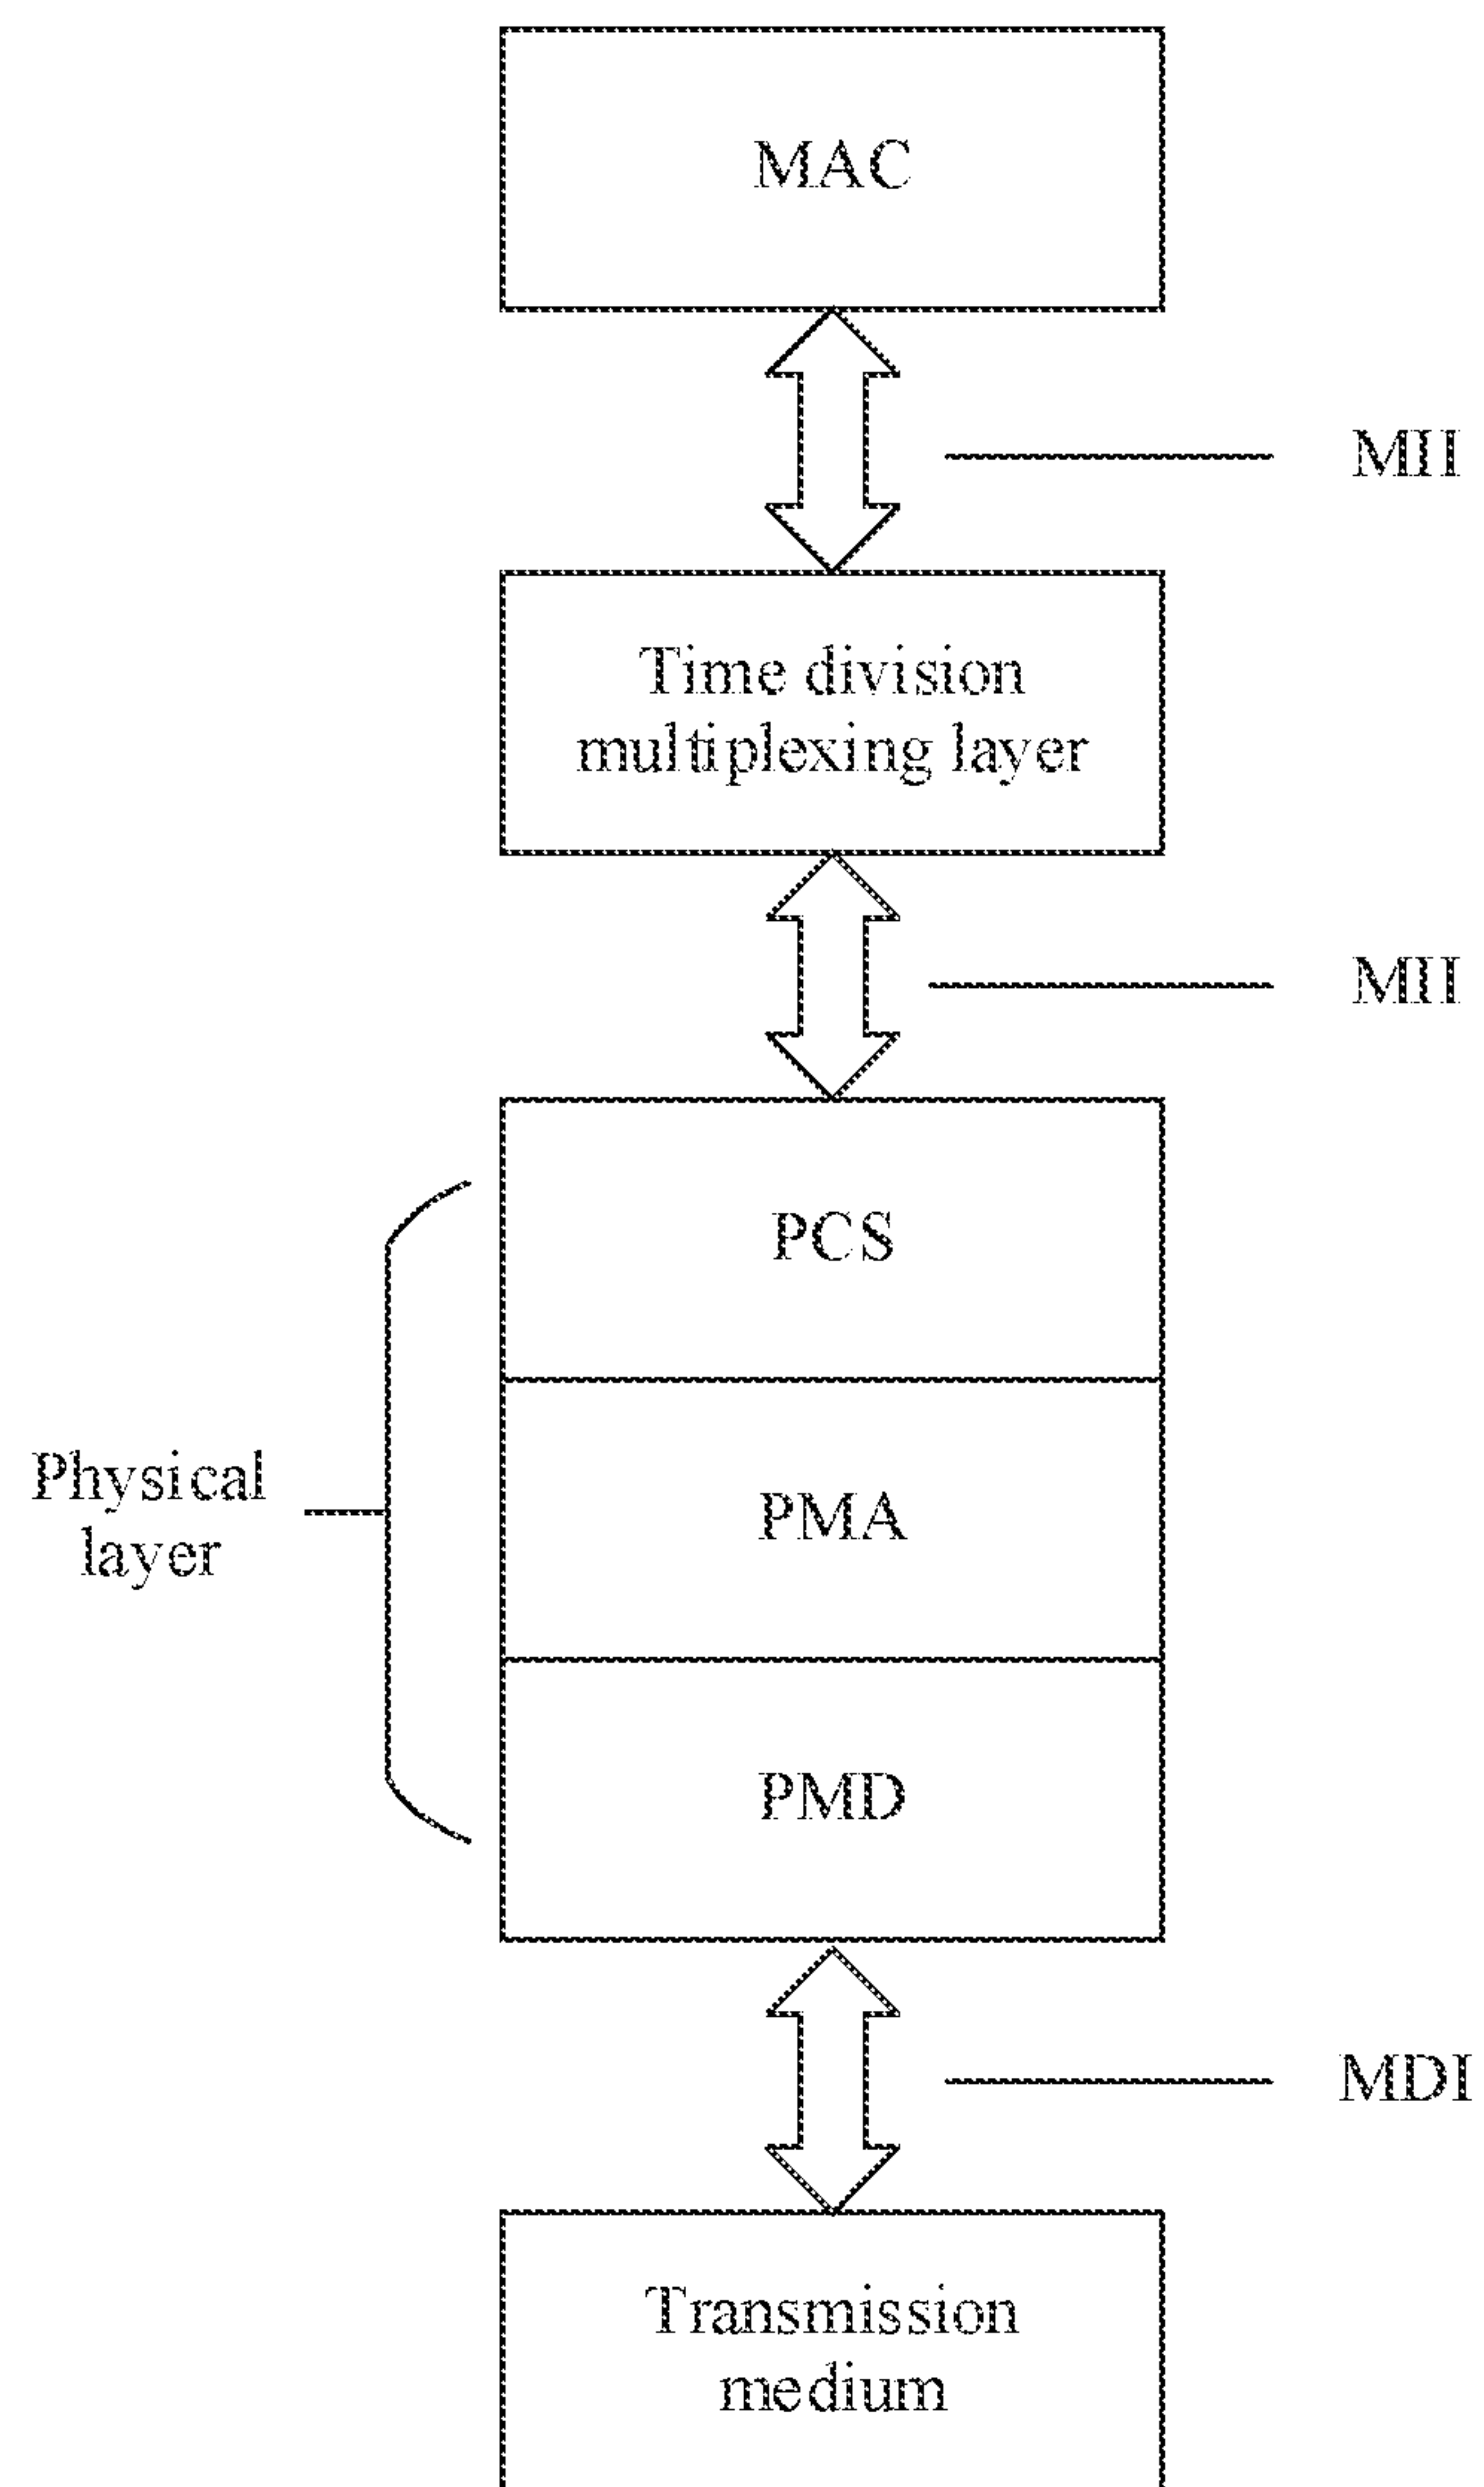 MAC
MII
Time division
multiplexing layer
MII
PCS
Physical
layer
PMA
PMD
MDI
Transmission
medium